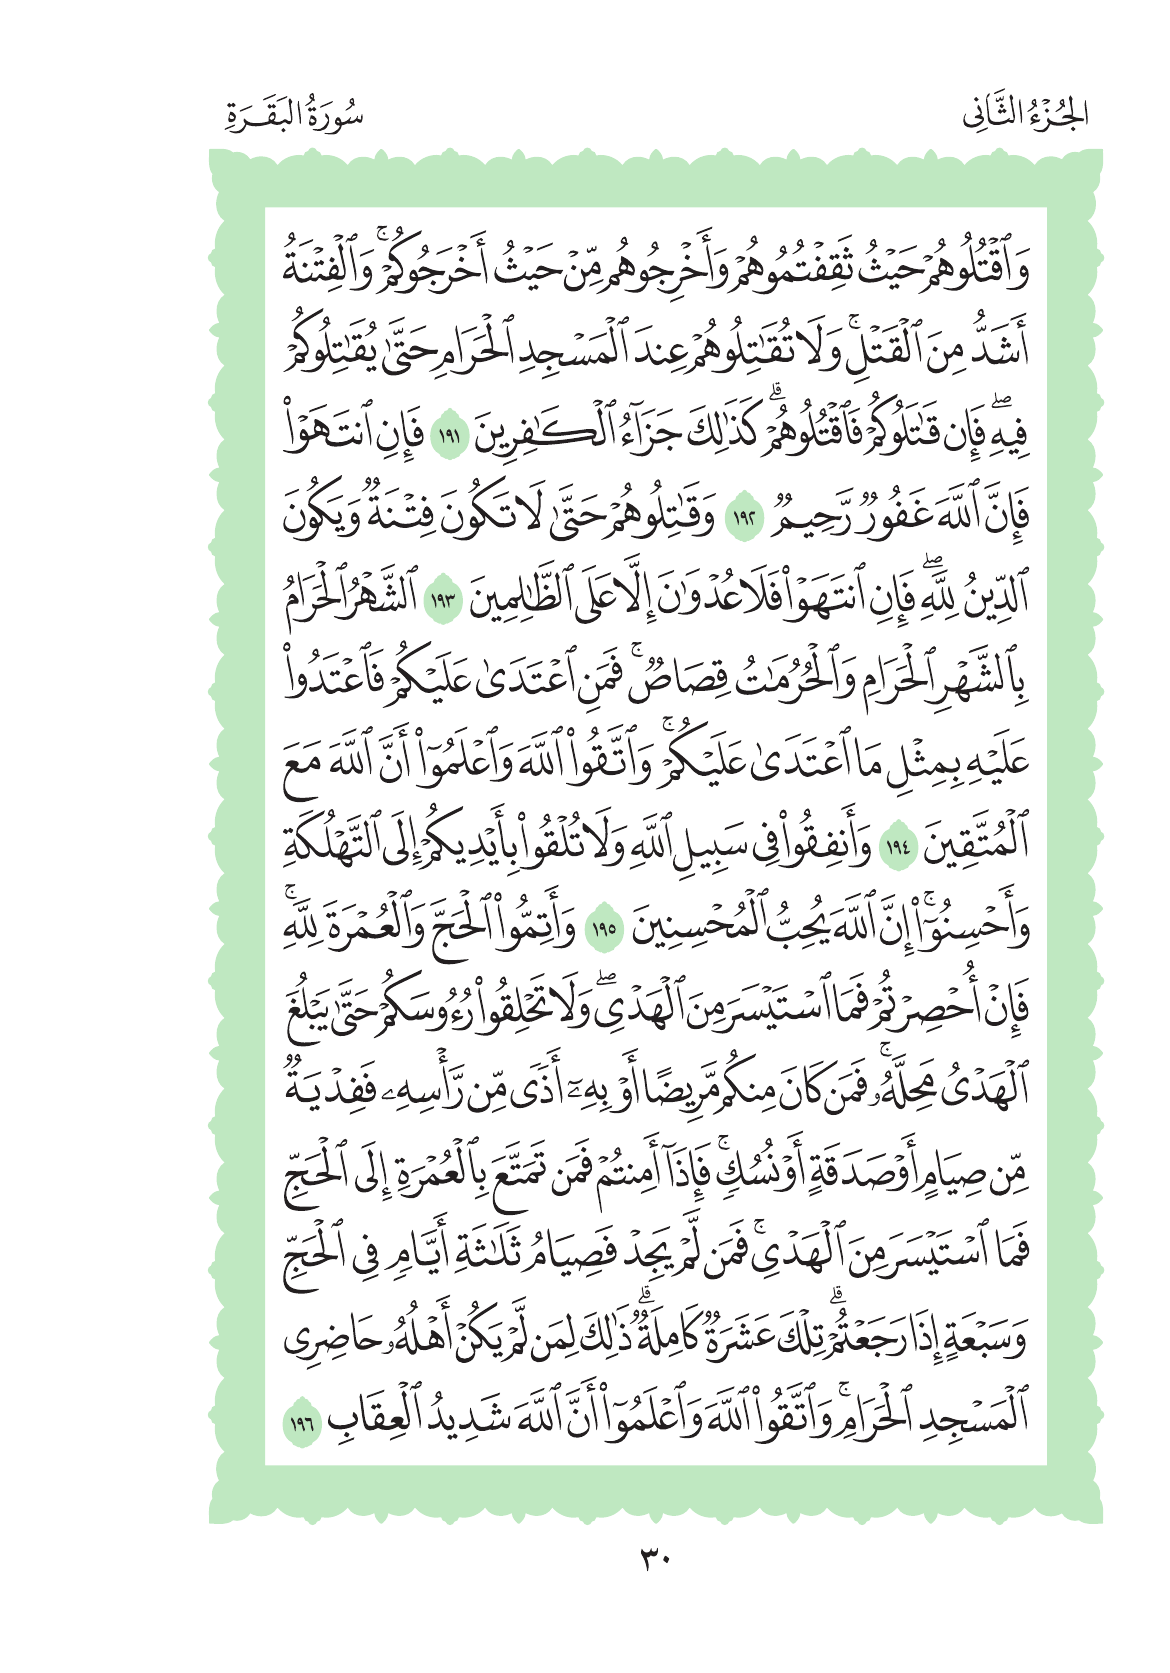 الجُزْءُ الثَّانِى
سُورَةُ البَقَرَةِ
وَٱقْتُلُوهُمْ حَيْثُ ثَقِفْتُمُوهُمْ وَأَخْرِجُوهُم مِّنْ حَيْثُ أَخْرَجُوكُمْۚ وَٱلْفِتْنَةُ
أَشَدُّ مِنَ ٱلْقَتْلِۚ وَلَا تُقَٰتِلُوهُمْ عِندَ ٱلْمَسْجِدِ ٱلْحَرَامِ حَتَّىٰ يُقَٰتِلُوكُمْ
فِيهِۖ فَإِن قَٰتَلُوكُمْ فَٱقْتُلُوهُمْۗ كَذَٰلِكَ جَزَآءُ ٱلْكَٰفِرِينَ ١٩١ فَإِنِ ٱنتَهَوْا۟
فَإِنَّ ٱللَّهَ غَفُورٌ رَّحِيمٌ ١٩٢ وَقَٰتِلُوهُمْ حَتَّىٰ لَا تَكُونَ فِتْنَةٌ وَيَكُونَ
ٱلدِّينُ لِلَّهِۖ فَإِنِ ٱنتَهَوْا۟ فَلَا عُدْوَٰنَ إِلَّا عَلَى ٱلظَّٰلِمِينَ ١٩٣ ٱلشَّهْرُ ٱلْحَرَامُ
بِٱلشَّهْرِ ٱلْحَرَامِ وَٱلْحُرُمَٰتُ قِصَاصٌۚ فَمَنِ ٱعْتَدَىٰ عَلَيْكُمْ فَٱعْتَدُوا۟
عَلَيْهِ بِمِثْلِ مَا ٱعْتَدَىٰ عَلَيْكُمْۚ وَٱتَّقُوا۟ ٱللَّهَ وَٱعْلَمُوٓا۟ أَنَّ ٱللَّهَ مَعَ
ٱلْمُتَّقِينَ ١٩٤ وَأَنفِقُوا۟ فِى سَبِيلِ ٱللَّهِ وَلَا تُلْقُوا۟ بِأَيْدِيكُمْ إِلَى ٱلتَّهْلُكَةِ
وَأَحْسِنُوٓا۟ۚ إِنَّ ٱللَّهَ يُحِبُّ ٱلْمُحْسِنِينَ ١٩٥ وَأَتِمُّوا۟ ٱلْحَجَّ وَٱلْعُمْرَةَ لِلَّهِۚ
فَإِنْ أُحْصِرْتُمْ فَمَا ٱسْتَيْسَرَ مِنَ ٱلْهَدْىِۖ وَلَا تَحْلِقُوا۟ رُءُوسَكُمْ حَتَّىٰ يَبْلُغَ
ٱلْهَدْىُ مَحِلَّهُۥۚ فَمَن كَانَ مِنكُم مَّرِيضًا أَوْ بِهِۦٓ أَذًى مِّن رَّأْسِهِۦ فَفِدْيَةٌ
مِّن صِيَامٍ أَوْ صَدَقَةٍ أَوْ نُسُكٍۚ فَإِذَآ أَمِنتُمْ فَمَن تَمَتَّعَ بِٱلْعُمْرَةِ إِلَى ٱلْحَجِّ
فَمَا ٱسْتَيْسَرَ مِنَ ٱلْهَدْىِۚ فَمَن لَّمْ يَجِدْ فَصِيَامُ ثَلَٰثَةِ أَيَّامٍ فِى ٱلْحَجِّ
وَسَبْعَةٍ إِذَا رَجَعْتُمْۗ تِلْكَ عَشَرَةٌ كَامِلَةٌۗ ذَٰلِكَ لِمَن لَّمْ يَكُنْ أَهْلُهُۥ حَاضِرِى
ٱلْمَسْجِدِ ٱلْحَرَامِۚ وَٱتَّقُوا۟ ٱللَّهَ وَٱعْلَمُوٓا۟ أَنَّ ٱللَّهَ شَدِيدُ ٱلْعِقَابِ ١٩٦
٣٠